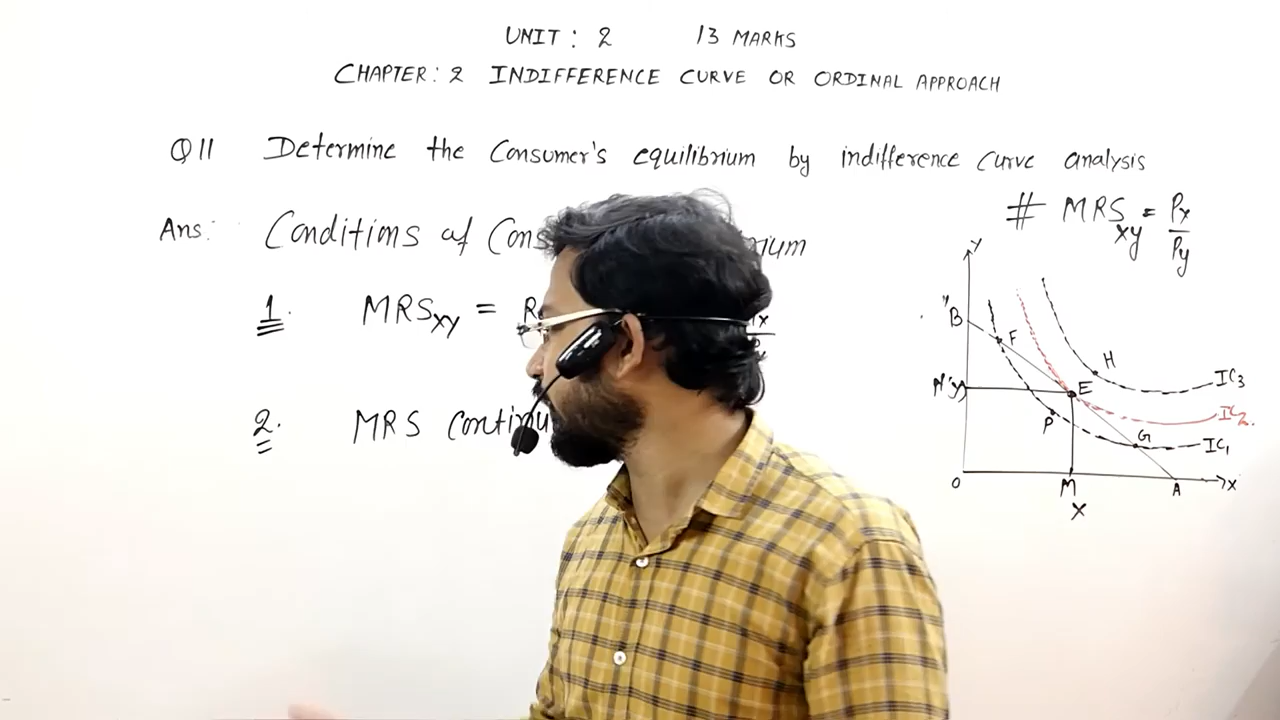 UNIT: 2 13 MARKS
CHAPTER: 2 INDIFFERENCE CURVE OR ORDINAL APPROACH
Q11 Determine the Consumer's equilibrium by indifference curve analysis
Ans: Conditions of Cons
# MRSxy = Px/Py
1. MRSxy =
2. MRS continu
Y
B
F
H
IC3
E
IC2
P
G
IC1
O
M
A
X
X